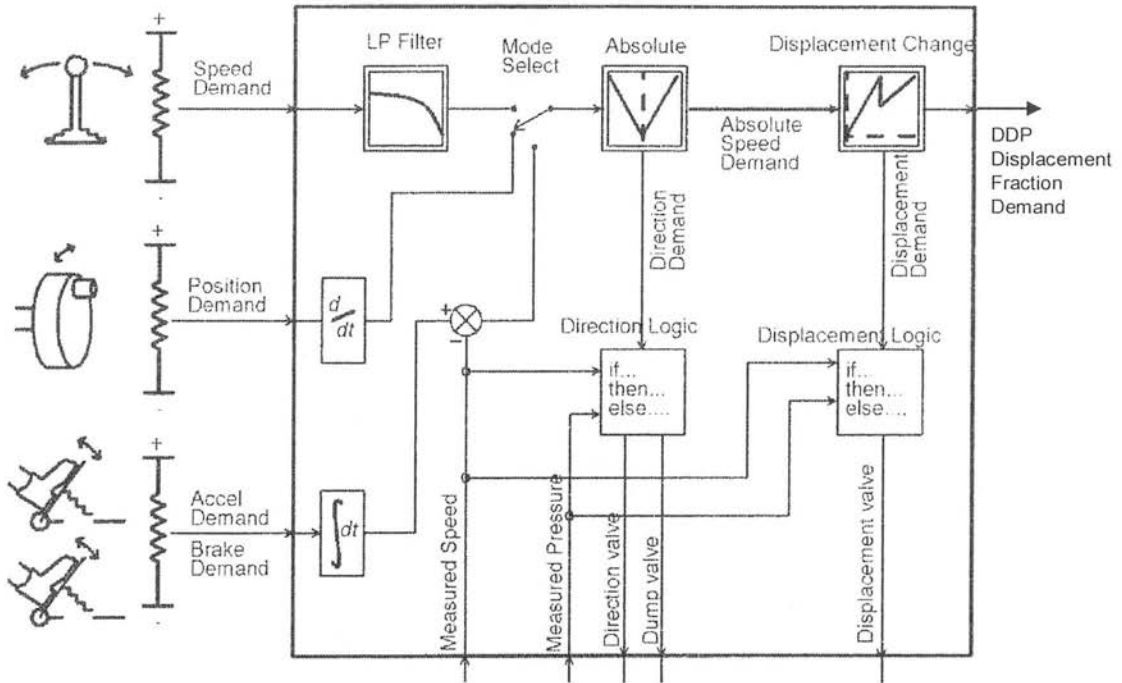 +
Speed
Demand
-
LP Filter
Mode
Select
Absolute
Displacement Change
Absolute
Speed
Demand
DDP
Displacement
Fraction
Demand
Direction
Demand
Displacement
Demand
+
Position
Demand
-
d/dt
+
-
Direction Logic
if...
then...
else....
Displacement Logic
if...
then...
else....
+
Accel
Demand
Brake
Demand
-
∫dt
Measured Speed
Measured Pressure
Direction valve
Dump valve
Displacement valve